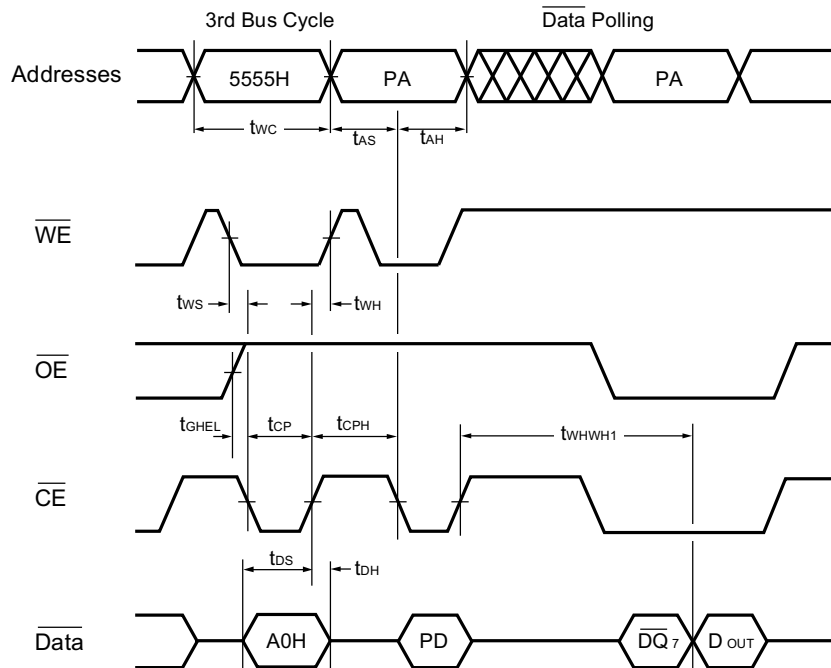 3rd Bus Cycle Data Polling
Addresses 5555H PA PA
tWC tAS tAH
WE
tWS tWH
OE
tGHEL tCP tCPH tWHWH1
CE
tDS tDH
Data A0H PD DQ7 DOUT